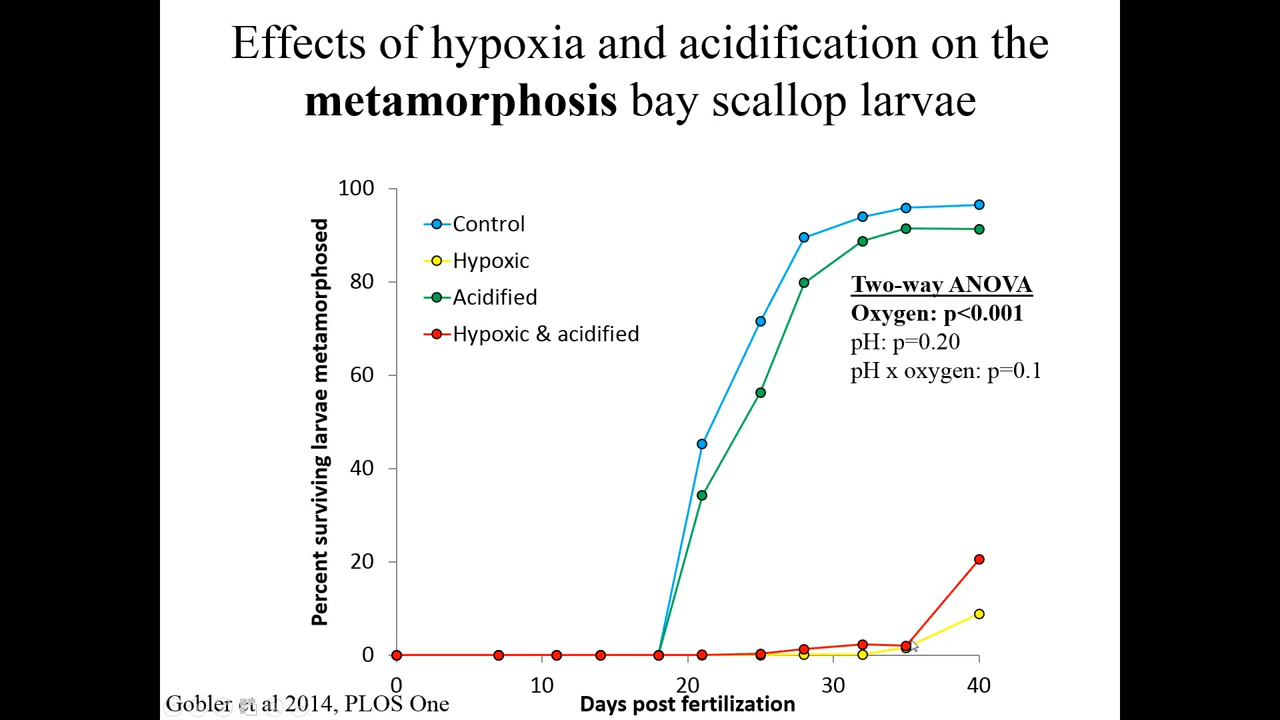 Effects of hypoxia and acidification on the
metamorphosis bay scallop larvae
Percent surviving larvae metamorphosed
100
80
60
40
20
0
Control
Hypoxic
Acidified
Hypoxic & acidified
Two-way ANOVA
Oxygen: p<0.001
pH: p=0.20
pH x oxygen: p=0.1
0 10 20 30 40
Days post fertilization
Gobler et al 2014, PLOS One